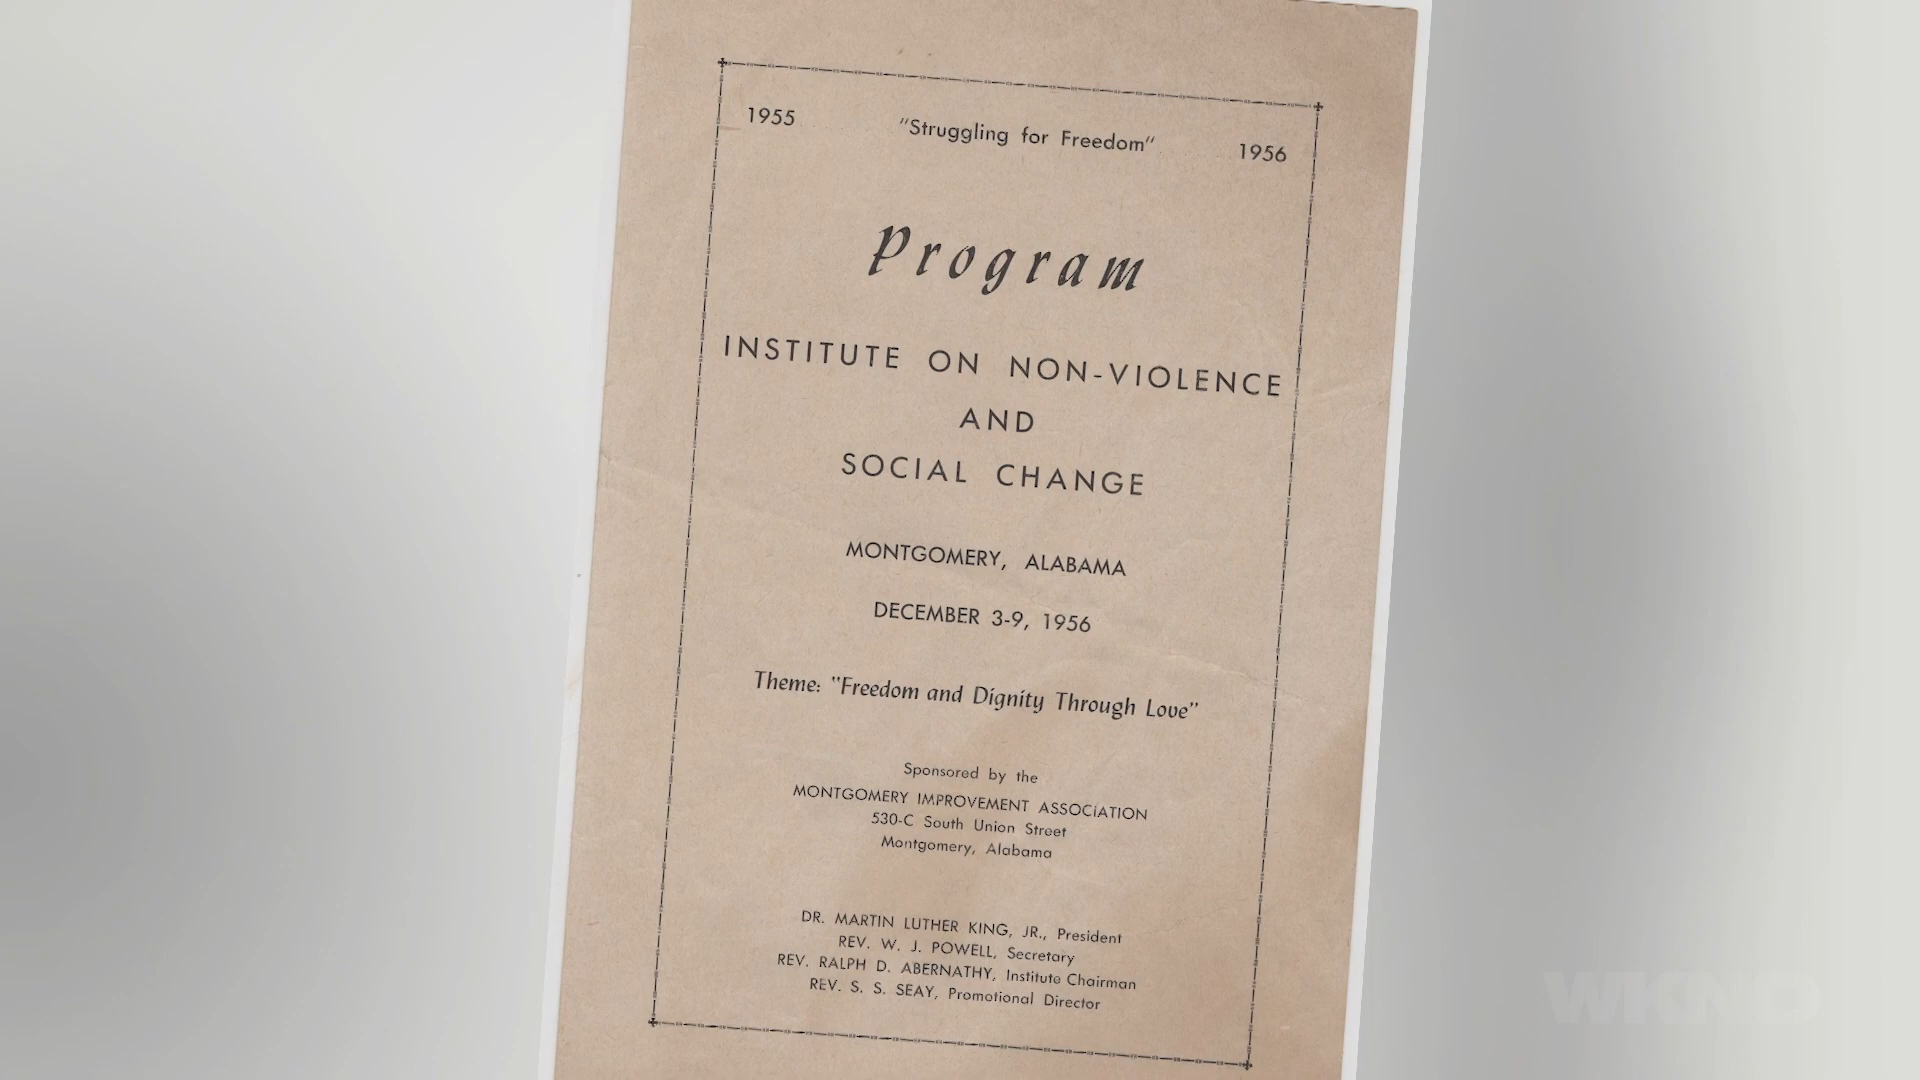 1955 "Struggling for Freedom" 1956
Program
INSTITUTE ON NON-VIOLENCE
AND
SOCIAL CHANGE
MONTGOMERY, ALABAMA
DECEMBER 3-9, 1956
Theme: "Freedom and Dignity Through Love"
Sponsored by the
MONTGOMERY IMPROVEMENT ASSOCIATION
530-C South Union Street
Montgomery, Alabama
DR. MARTIN LUTHER KING, JR., President
REV. W. J. POWELL, Secretary
REV. RALPH D. ABERNATHY, Institute Chairman
REV. S. S. SEAY, Promotional Director
WKNO